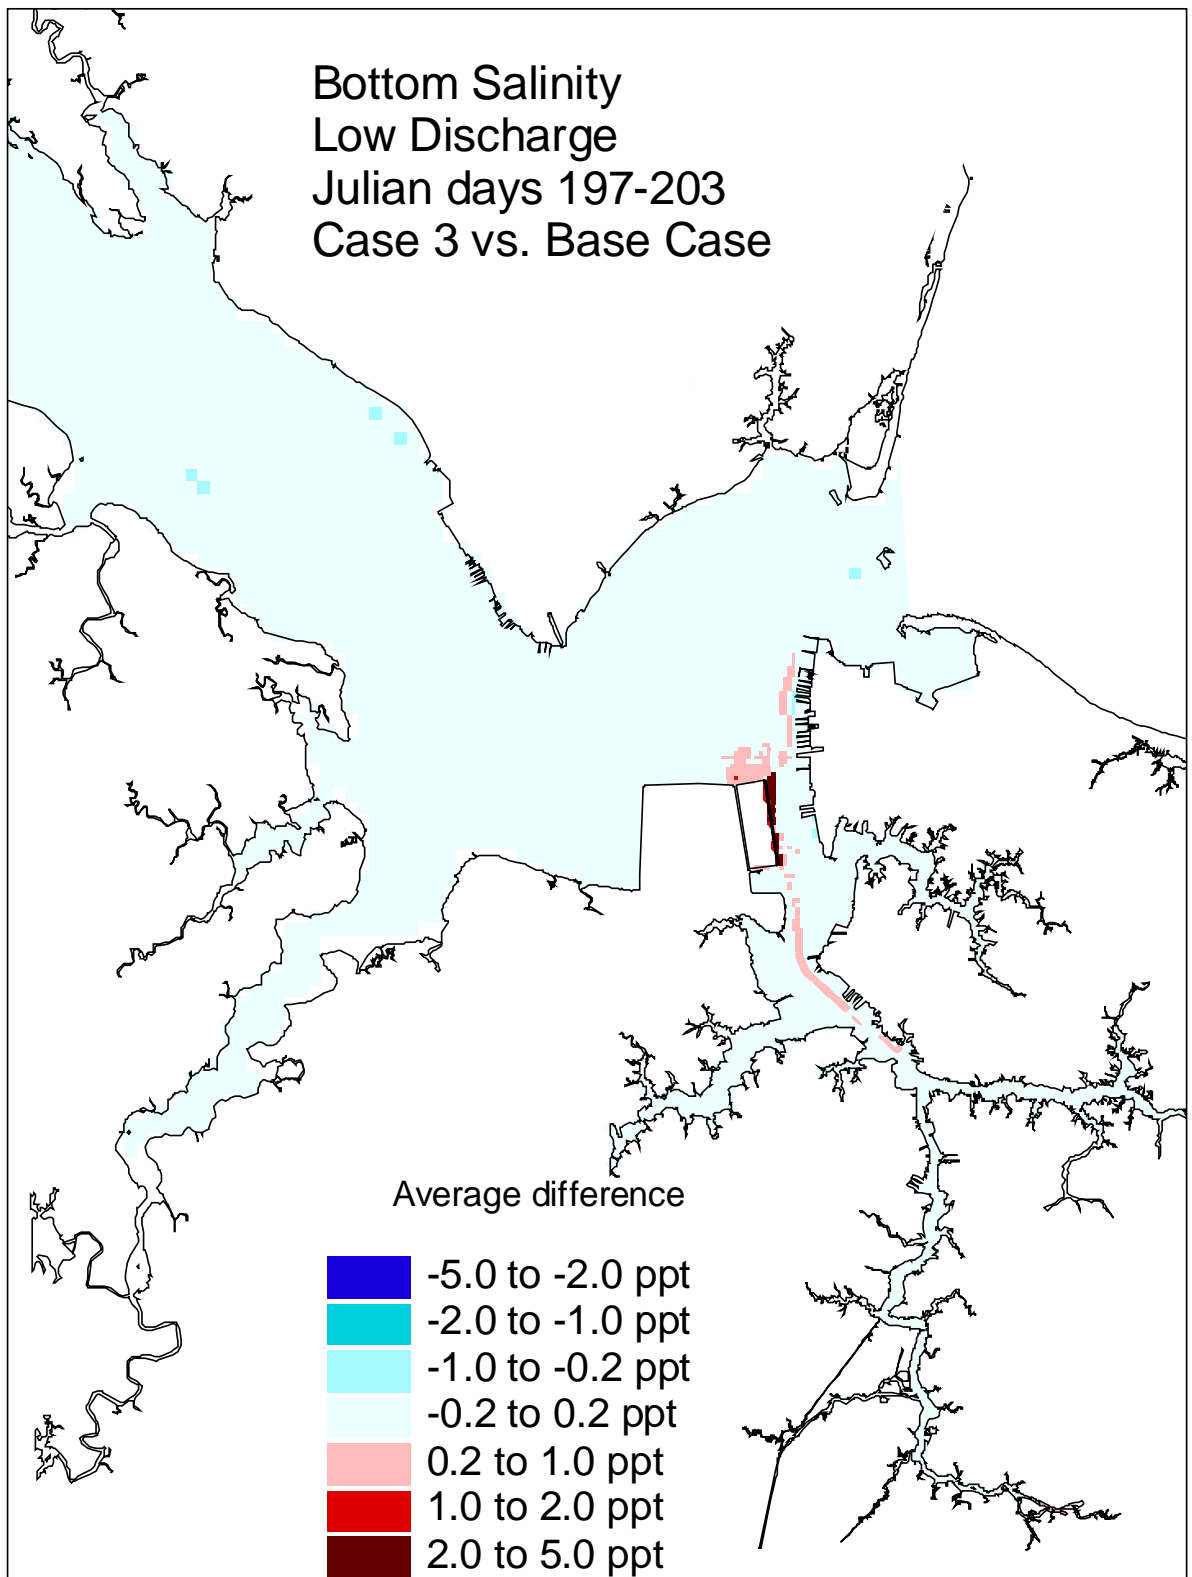 Bottom Salinity
Low Discharge
Julian days 197-203
Case 3 vs. Base Case
Average difference
-5.0 to -2.0 ppt
-2.0 to -1.0 ppt
-1.0 to -0.2 ppt
-0.2 to 0.2 ppt
0.2 to 1.0 ppt
1.0 to 2.0 ppt
2.0 to 5.0 ppt